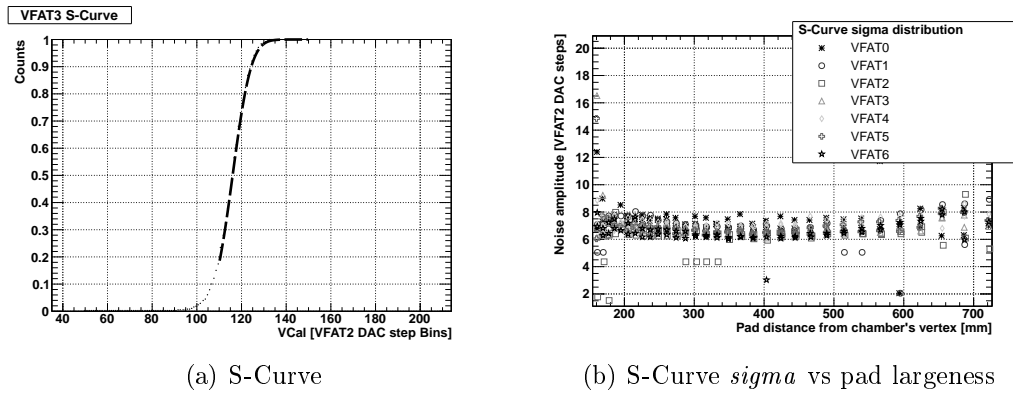 VFAT3 S-Curve
Counts
1
0.9
0.8
0.7
0.6
0.5
0.4
0.3
0.2
0.1
0
40 60 80 100 120 140 160 180 200
VCal [VFAT2 DAC step Bins]
(a) S-Curve
Noise amplitude [VFAT2 DAC steps]
20
18
16
14
12
10
8
6
4
2
200 300 400 500 600 700
Pad distance from chamber's vertex [mm]
S-Curve sigma distribution
VFAT0
VFAT1
VFAT2
VFAT3
VFAT4
VFAT5
VFAT6
(b) S-Curve sigma vs pad largeness